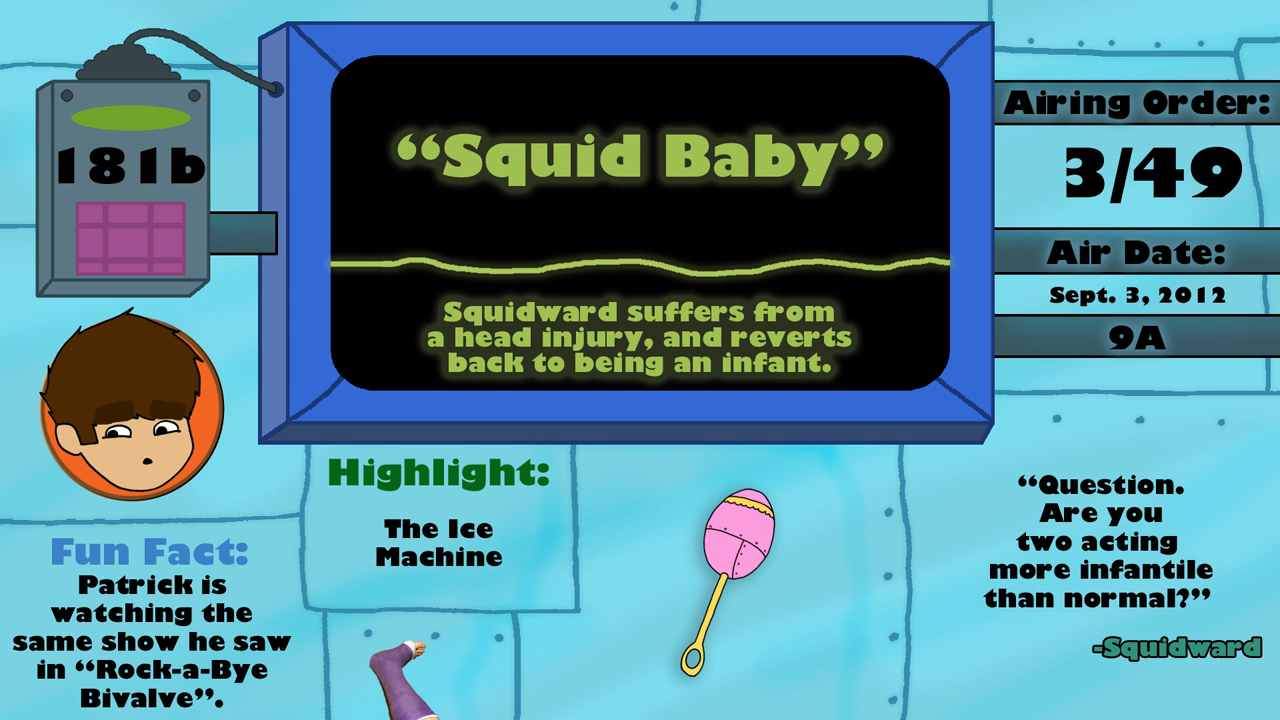 181b
“Squid Baby”
Squidward suffers from
a head injury, and reverts
back to being an infant.
Airing Order:
3/49
Air Date:
Sept. 3, 2012
9A
Fun Fact:
Patrick is
watching the
same show he saw
in “Rock-a-Bye
Bivalve”.
Highlight:
The Ice
Machine
“Question.
Are you
two acting
more infantile
than normal?”
-Squidward